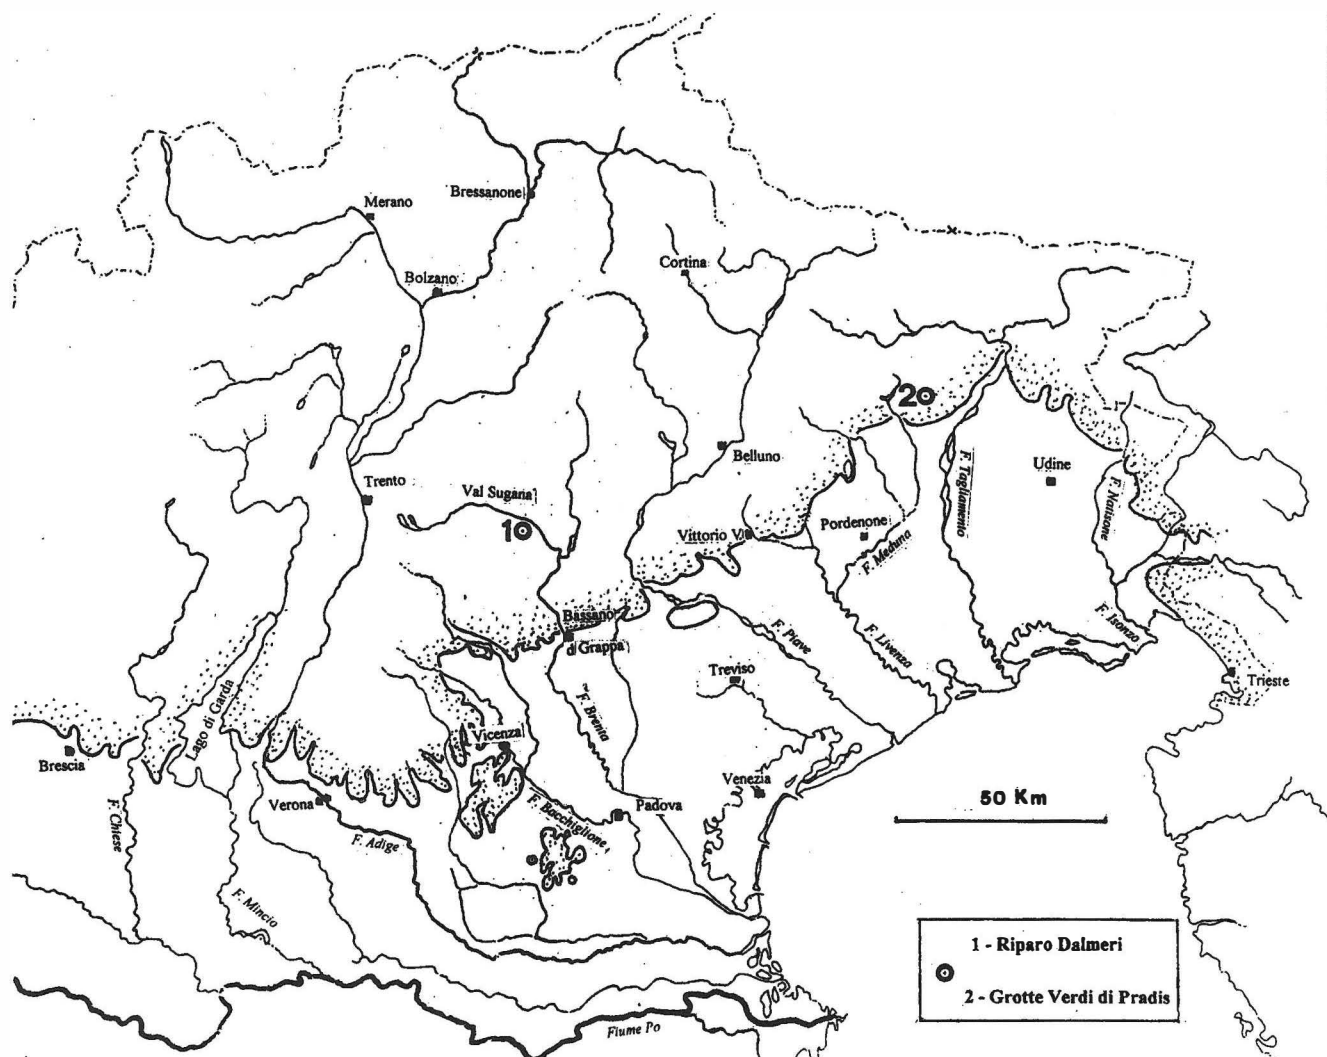 Bressanone
Merano
Cortina
Bolzano
2
Belluno
F. Tagliamento
Udine
Trento
Val Sugana
F. Natisone
1
Vittorio V.
Pordenone
F. Meduna
Bassano
d Grappa
F. Piave
F. Livenza
F. Isonzo
Treviso
Trieste
Lago di Garda
F. Brenta
Vicenza
Brescia
Venezia
Verona
F. Bacchiglione
Padova
50 Km
F. Chiese
F. Adige
F. Mincio
1 - Riparo Dalmeri
2 - Grotte Verdi di Pradis
Fiume Po